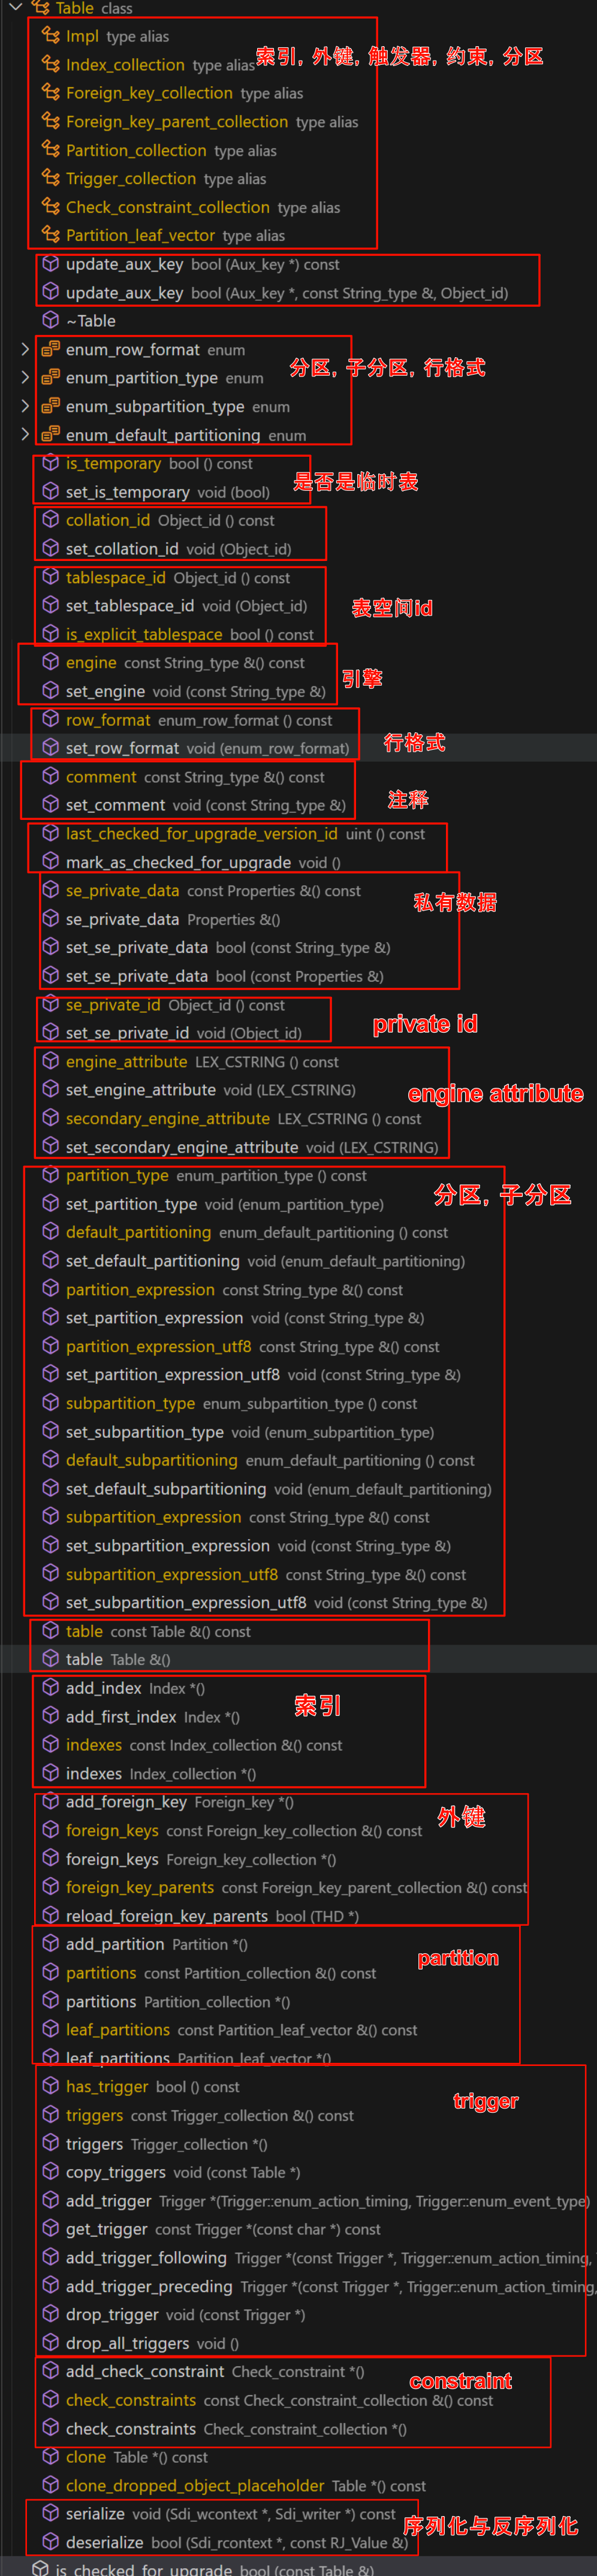 Table class
Impl type alias
索引, 外键, 触发器, 约束, 分区
Index_collection type alias
Foreign_key_collection type alias
Foreign_key_parent_collection type alias
Partition_collection type alias
Trigger_collection type alias
Check_constraint_collection type alias
Partition_leaf_vector type alias
update_aux_key bool (Aux_key *) const
update_aux_key bool (Aux_key *, const String_type &, Object_id)
~Table
enum_row_format enum
分区, 子分区, 行格式
enum_partition_type enum
enum_subpartition_type enum
enum_default_partitioning enum
is_temporary bool () const
是否是临时表
set_is_temporary void (bool)
collation_id Object_id () const
set_collation_id void (Object_id)
tablespace_id Object_id () const
set_tablespace_id void (Object_id)
表空间id
is_explicit_tablespace bool () const
engine const String_type &() const
引擎
set_engine void (const String_type &)
row_format enum_row_format () const
set_row_format void (enum_row_format)
行格式
comment const String_type &() const
注释
set_comment void (const String_type &)
last_checked_for_upgrade_version_id uint () const
mark_as_checked_for_upgrade void ()
se_private_data const Properties &() const
私有数据
se_private_data Properties &()
set_se_private_data bool (const String_type &)
set_se_private_data bool (const Properties &)
se_private_id Object_id () const
private id
set_se_private_id void (Object_id)
engine_attribute LEX_CSTRING () const
set_engine_attribute void (LEX_CSTRING)
engine attribute
secondary_engine_attribute LEX_CSTRING () const
set_secondary_engine_attribute void (LEX_CSTRING)
partition_type enum_partition_type () const
分区, 子分区
set_partition_type void (enum_partition_type)
default_partitioning enum_default_partitioning () const
set_default_partitioning void (enum_default_partitioning)
partition_expression const String_type &() const
set_partition_expression void (const String_type &)
partition_expression_utf8 const String_type &() const
set_partition_expression_utf8 void (const String_type &)
subpartition_type enum_subpartition_type () const
set_subpartition_type void (enum_subpartition_type)
default_subpartitioning enum_default_partitioning () const
set_default_subpartitioning void (enum_default_partitioning)
subpartition_expression const String_type &() const
set_subpartition_expression void (const String_type &)
subpartition_expression_utf8 const String_type &() const
set_subpartition_expression_utf8 void (const String_type &)
table const Table &() const
table Table &()
add_index Index *()
索引
add_first_index Index *()
indexes const Index_collection &() const
indexes Index_collection *()
add_foreign_key Foreign_key *()
外键
foreign_keys const Foreign_key_collection &() const
foreign_keys Foreign_key_collection *()
foreign_key_parents const Foreign_key_parent_collection &() const
reload_foreign_key_parents bool (THD *)
add_partition Partition *()
partition
partitions const Partition_collection &() const
partitions Partition_collection *()
leaf_partitions const Partition_leaf_vector &() const
leaf_partitions Partition_leaf_vector *()
has_trigger bool () const
trigger
triggers const Trigger_collection &() const
triggers Trigger_collection *()
copy_triggers void (const Table *)
add_trigger Trigger *(Trigger::enum_action_timing, Trigger::enum_event_type)
get_trigger const Trigger *(const char *) const
add_trigger_following Trigger *(const Trigger *, Trigger::enum_action_timing,
add_trigger_preceding Trigger *(const Trigger *, Trigger::enum_action_timing,
drop_trigger void (const Trigger *)
drop_all_triggers void ()
add_check_constraint Check_constraint *()
constraint
check_constraints const Check_constraint_collection &() const
check_constraints Check_constraint_collection *()
clone Table *() const
clone_dropped_object_placeholder Table *() const
serialize void (Sdi_wcontext *, Sdi_writer *) const
序列化与反序列化
deserialize bool (Sdi_rcontext *, const RJ_Value &)
is_checked_for_upgrade bool (const Table &)